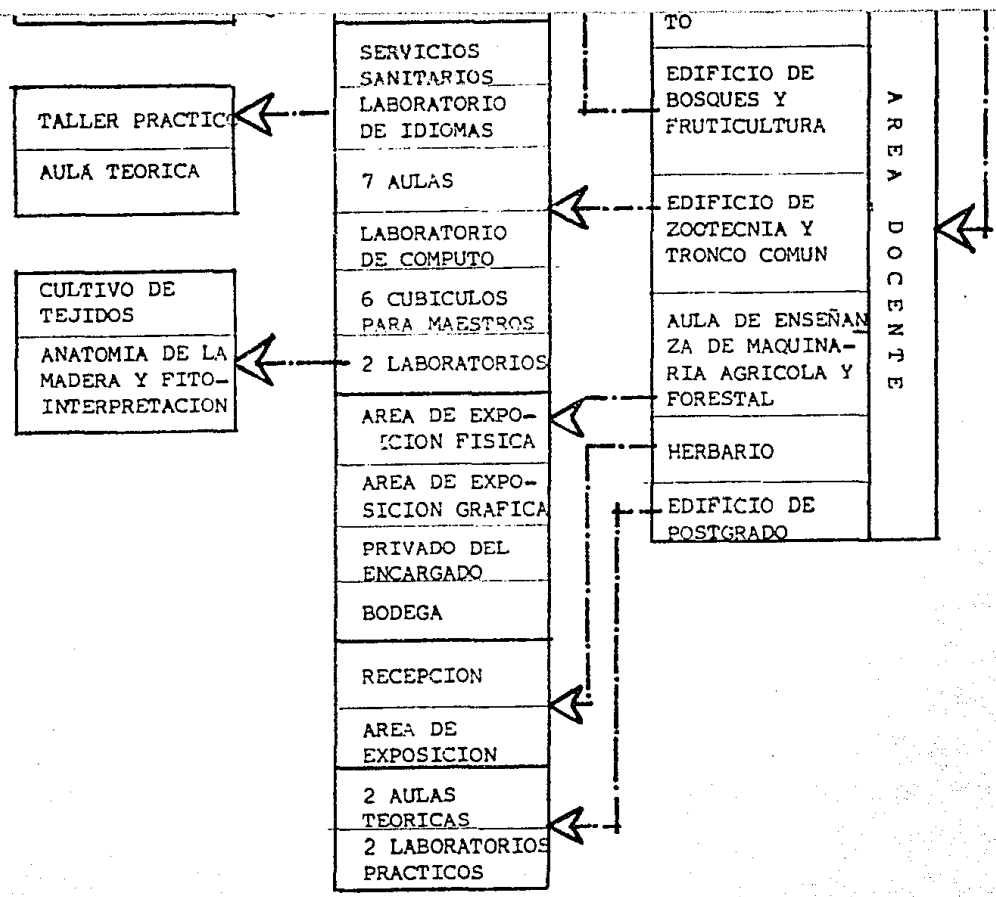 TALLER PRACTICO
AULA TEORICA
CULTIVO DE
TEJIDOS
ANATOMIA DE LA
MADERA Y FITO-
INTERPRETACION
SERVICIOS
SANITARIOS
LABORATORIO
DE IDIOMAS
7 AULAS
LABORATORIO
DE COMPUTO
6 CUBICULOS
PARA MAESTROS
2 LABORATORIOS
AREA DE EXPO-
SICION FISICA
AREA DE EXPO-
SICION GRAFICA
PRIVADO DEL
ENCARGADO
BODEGA
RECEPCION
AREA DE
EXPOSICION
2 AULAS
TEORICAS
2 LABORATORIOS
PRACTICOS
TO
EDIFICIO DE
BOSQUES Y
FRUTICULTURA
EDIFICIO DE
ZOOTECNIA Y
TRONCO COMUN
AULA DE ENSEÑAN
ZA DE MAQUINA-
RIA AGRICOLA Y
FORESTAL
HERBARIO
EDIFICIO DE
POSTGRADO
AREA DOCENTE